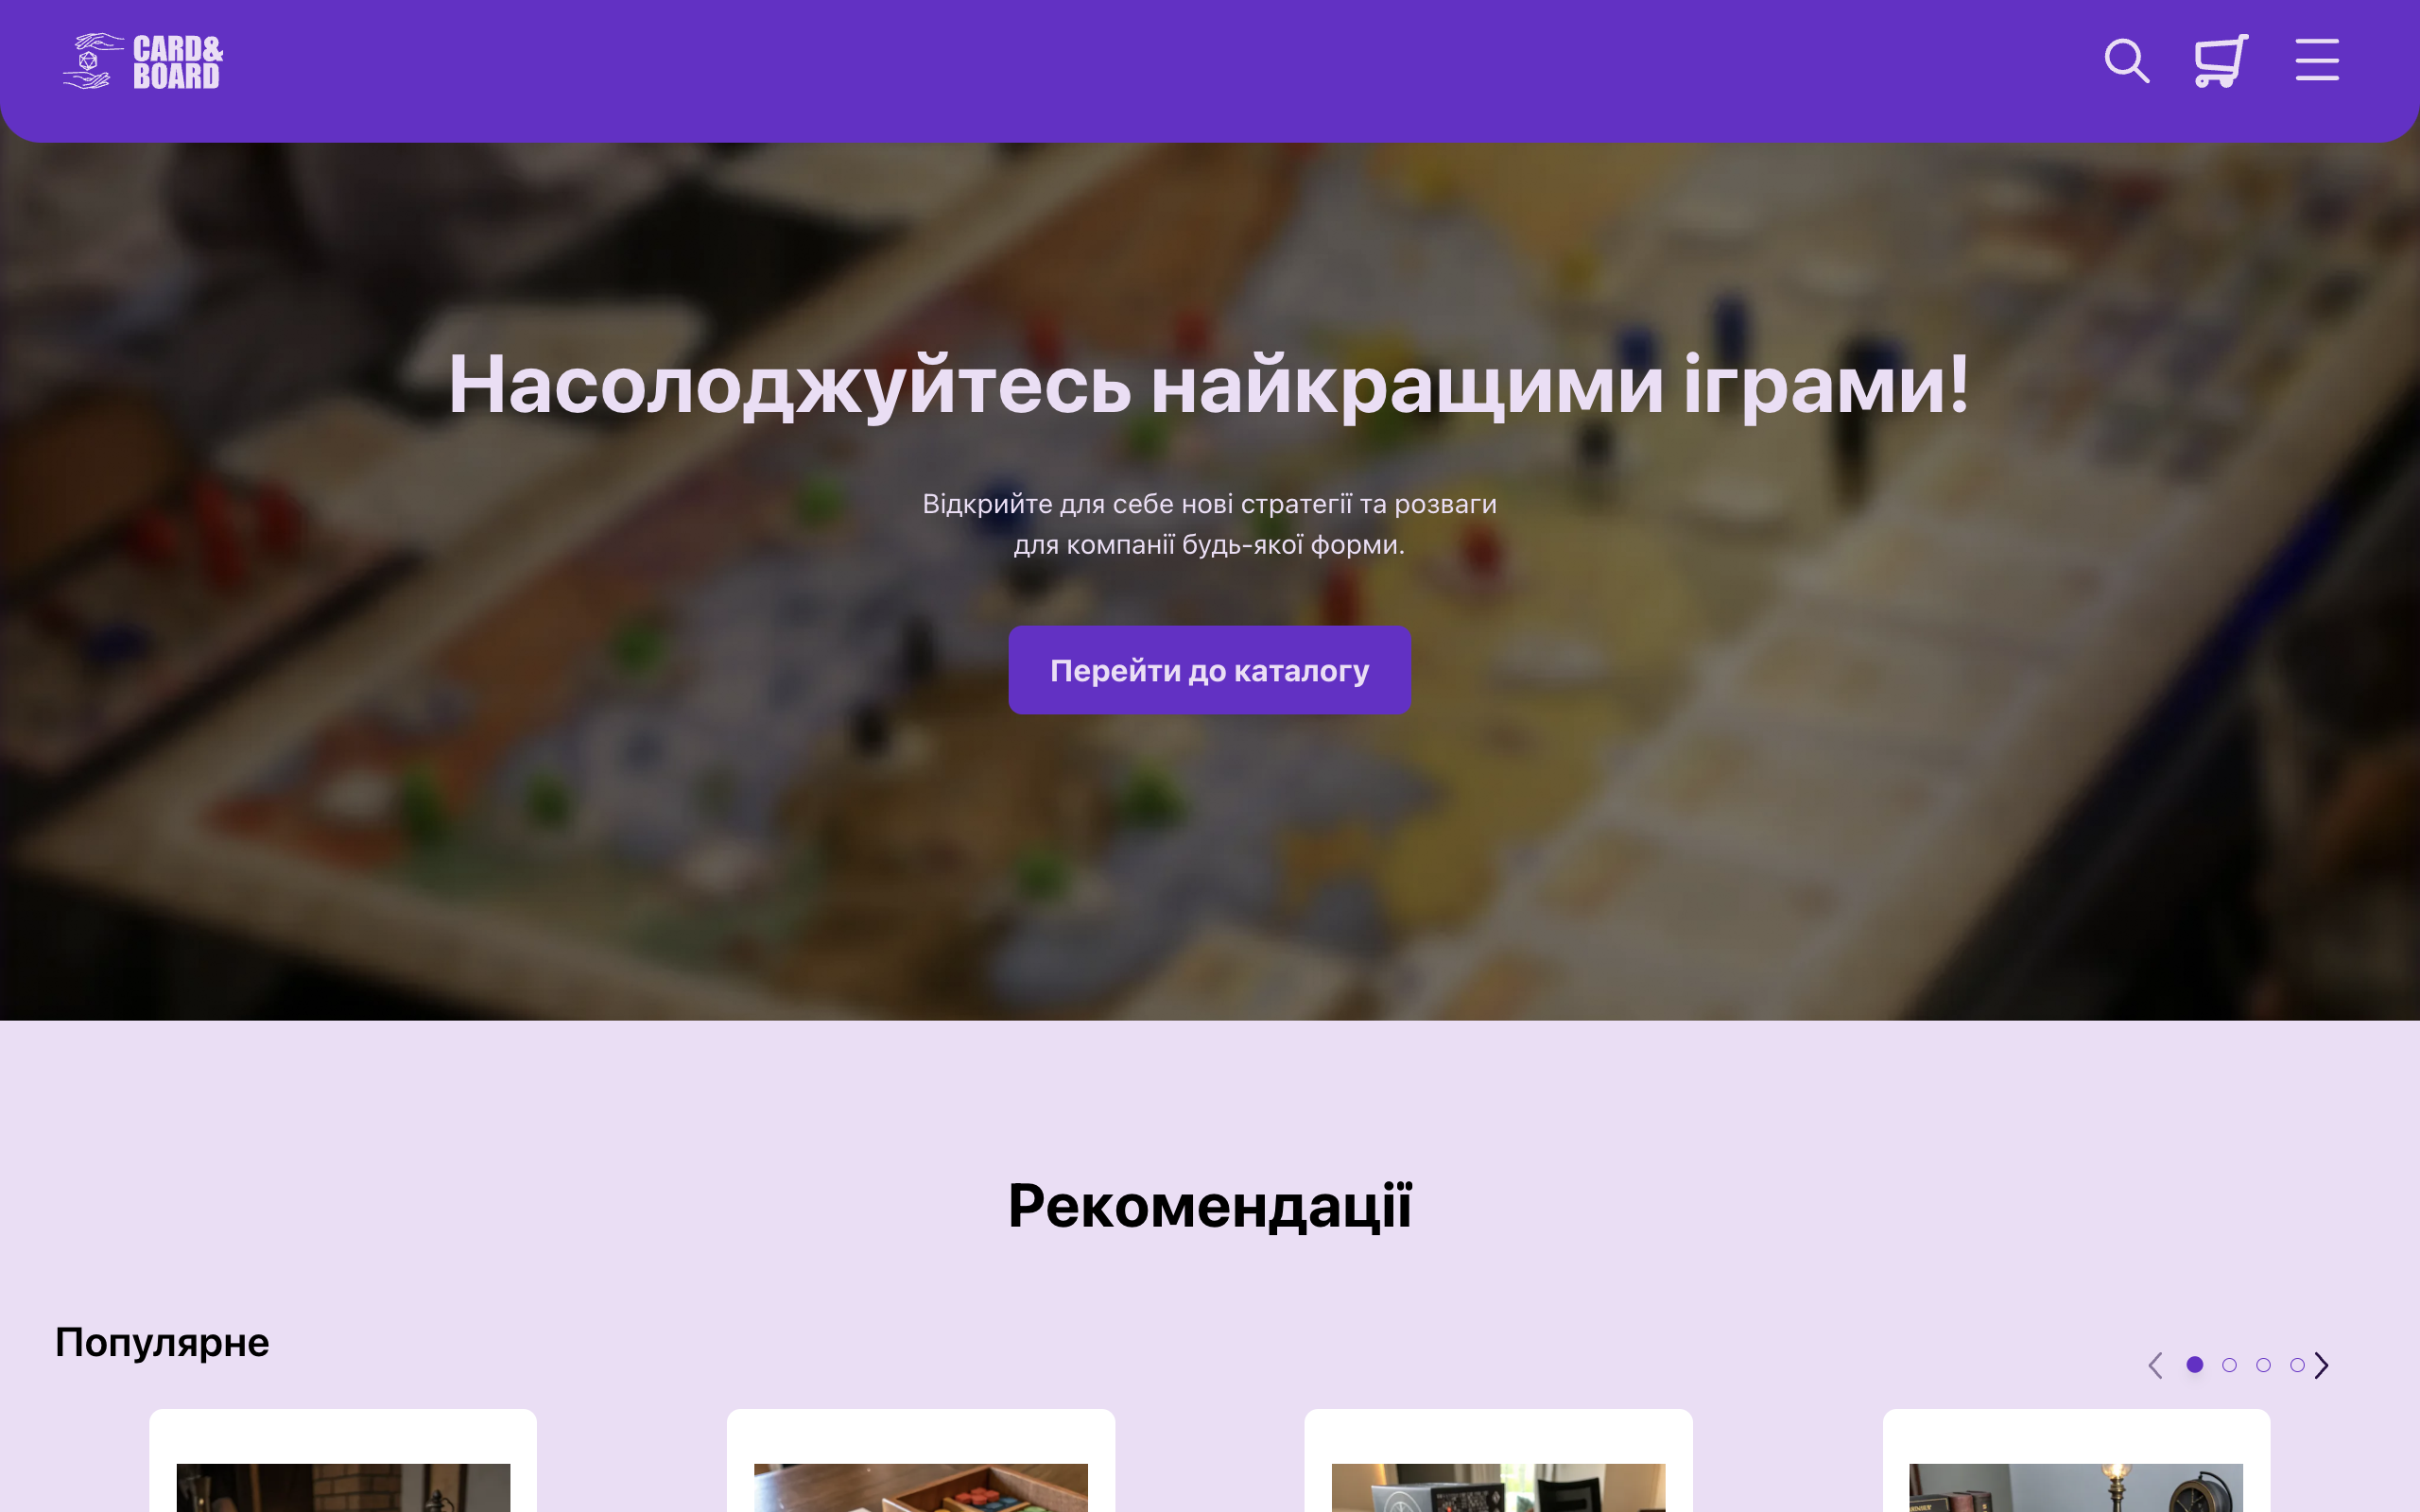 CARD&
BOARD
Насолоджуйтесь найкращими іграми!
Відкрийте для себе нові стратегії та розваги
для компанії будь-якої форми.
Перейти до каталогу
Рекомендації
Популярне